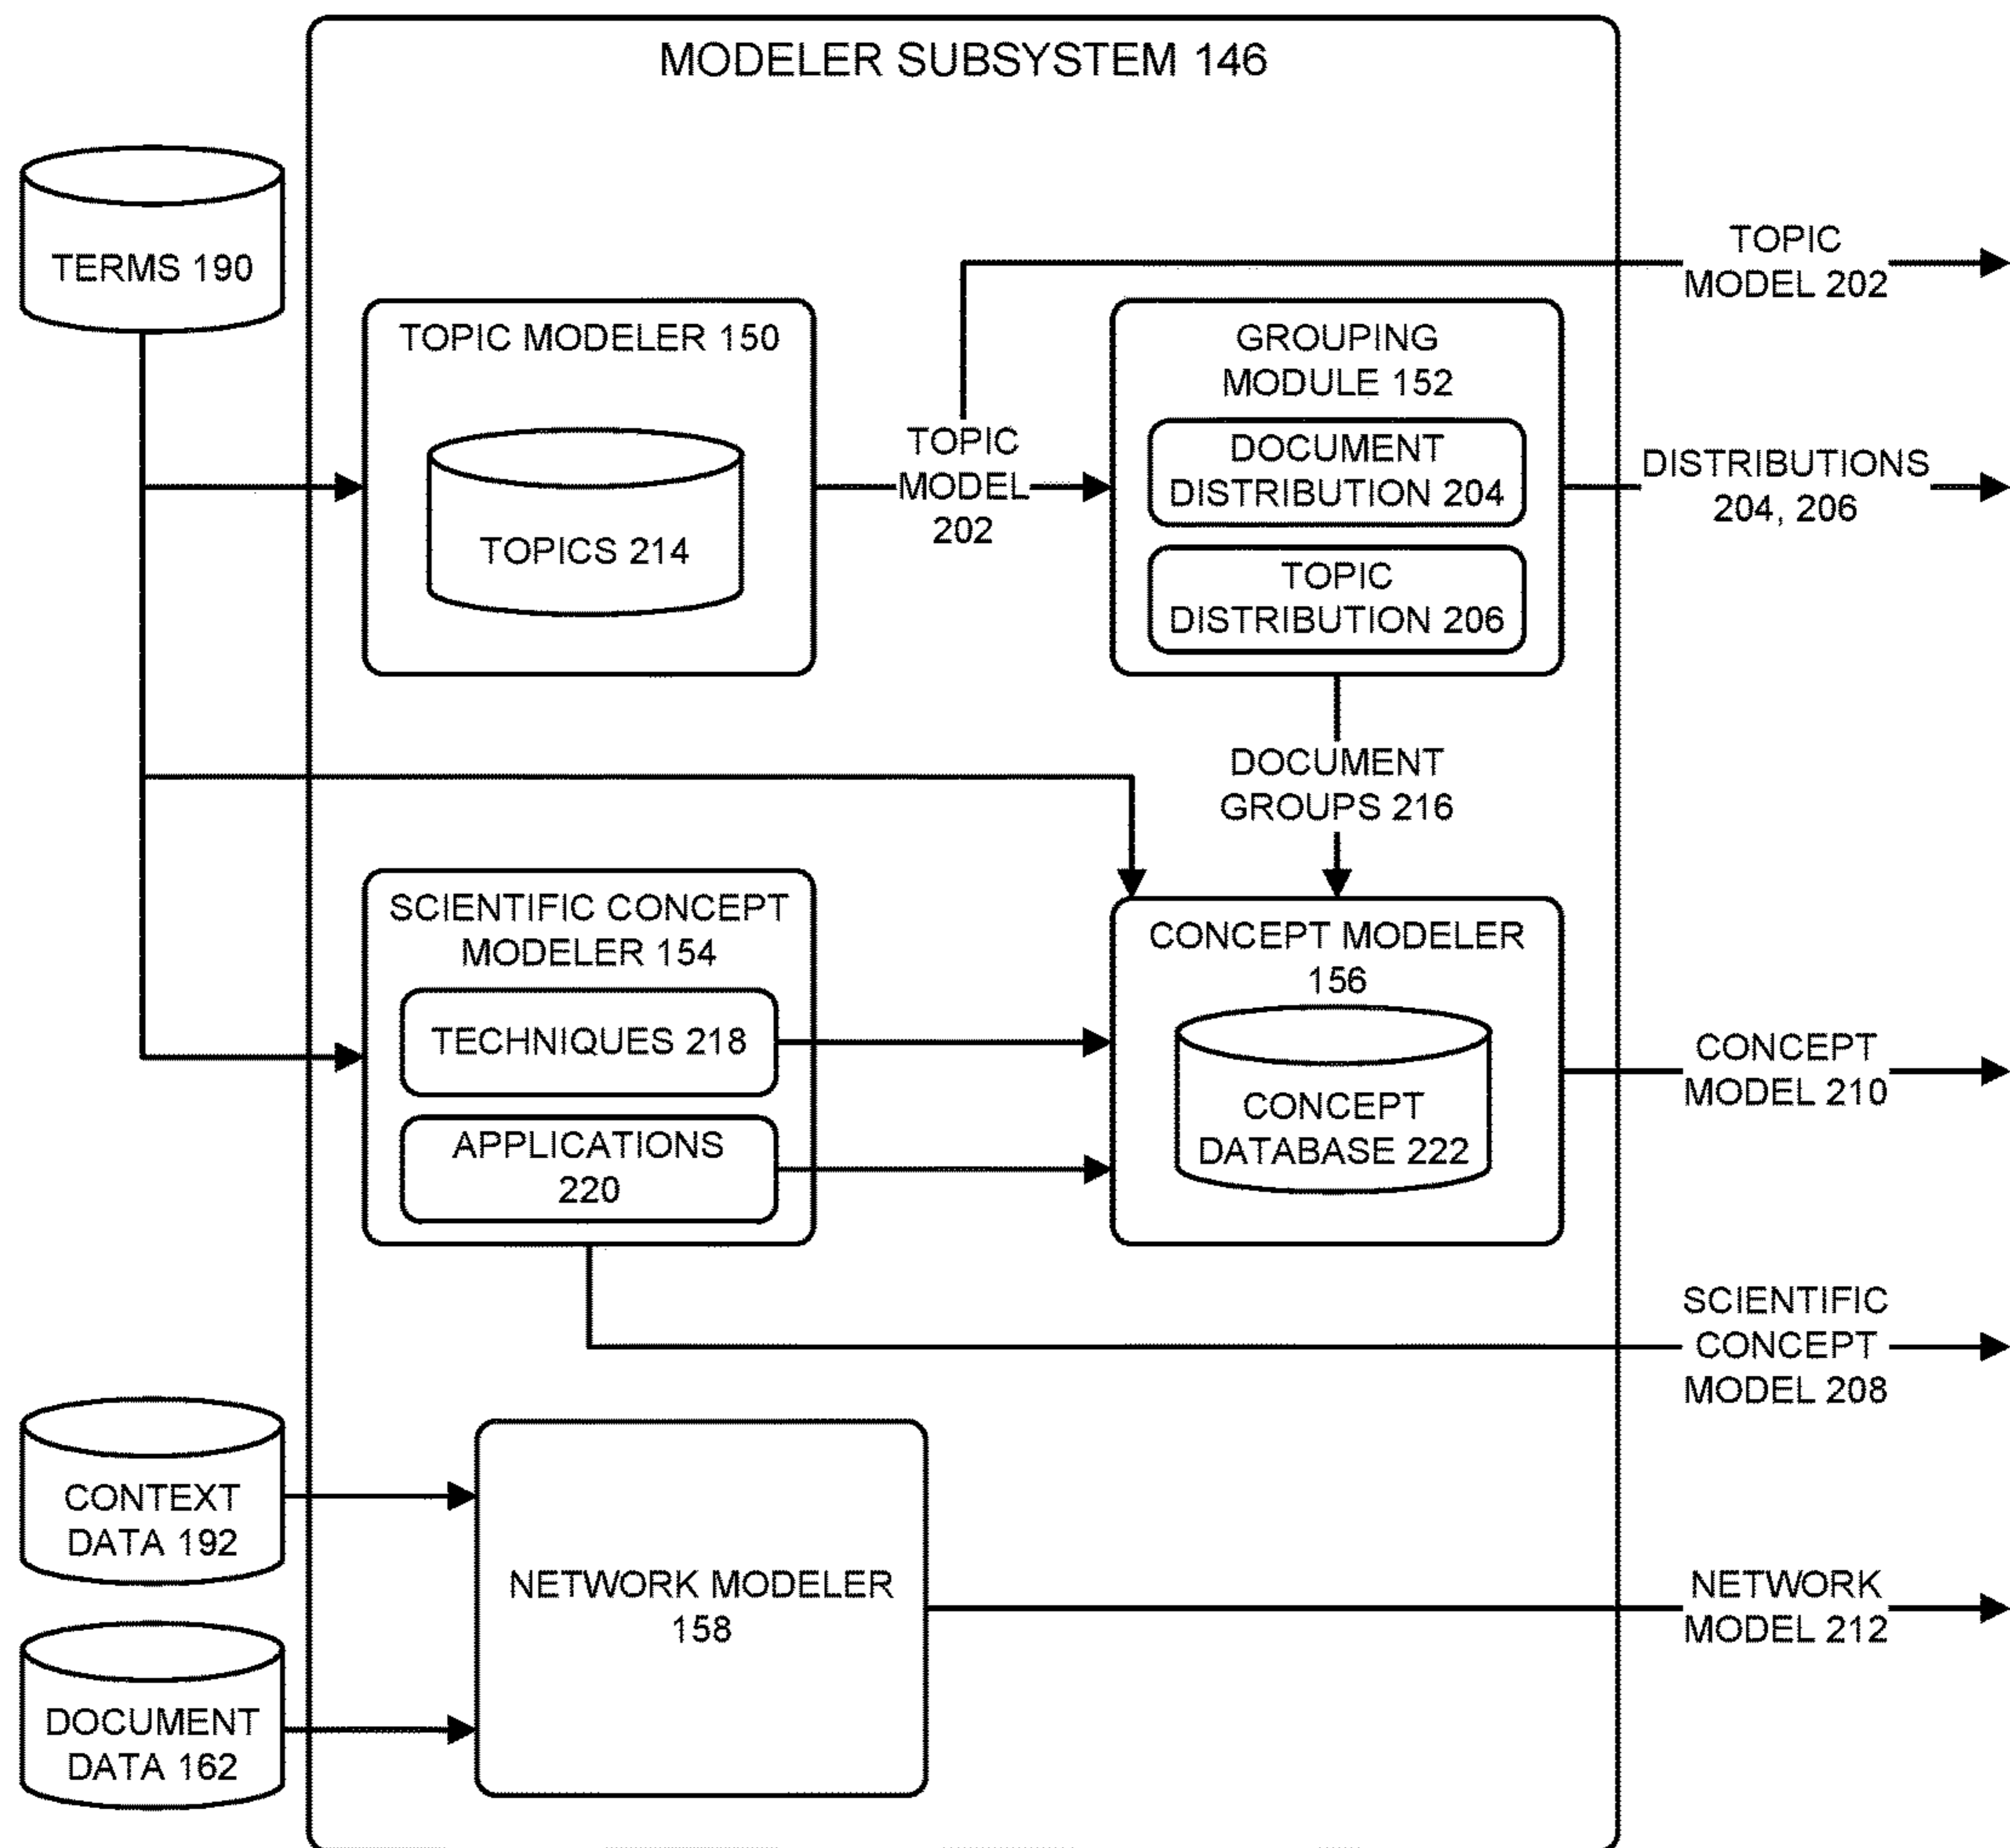 MODELER SUBSYSTEM 146
TERMS 190
TOPIC MODELER 150
TOPICS 214
TOPIC
MODEL
202
TOPIC
MODEL 202
GROUPING
MODULE 152
DOCUMENT
DISTRIBUTION 204
TOPIC
DISTRIBUTION 206
DISTRIBUTIONS
204, 206
DOCUMENT
GROUPS 216
SCIENTIFIC CONCEPT
MODELER 154
TECHNIQUES 218
APPLICATIONS
220
CONCEPT MODELER
156
CONCEPT
DATABASE 222
CONCEPT
MODEL 210
SCIENTIFIC
CONCEPT
MODEL 208
CONTEXT
DATA 192
DOCUMENT
DATA 162
NETWORK MODELER
158
NETWORK
MODEL 212